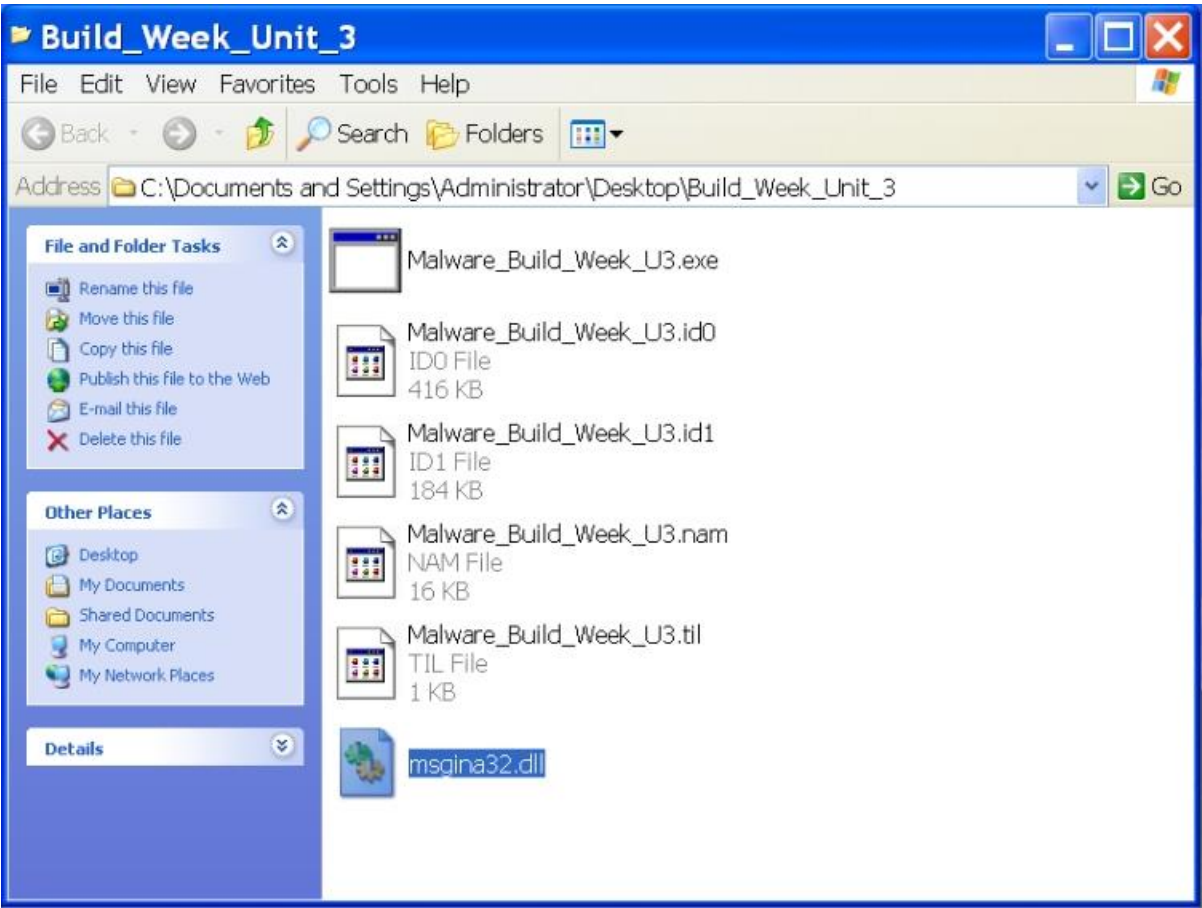 Build_Week_Unit_3
File Edit View Favorites Tools Help
Back Search Folders
Address C:\Documents and Settings\Administrator\Desktop\Build_Week_Unit_3 Go
File and Folder Tasks
Rename this file
Move this file
Copy this file
Publish this file to the Web
E-mail this file
Delete this file
Other Places
Desktop
My Documents
Shared Documents
My Computer
My Network Places
Details
Malware_Build_Week_U3.exe
Malware_Build_Week_U3.id0
ID0 File
416 KB
Malware_Build_Week_U3.id1
ID1 File
184 KB
Malware_Build_Week_U3.nam
NAM File
16 KB
Malware_Build_Week_U3.til
TIL File
1 KB
msgina32.dll